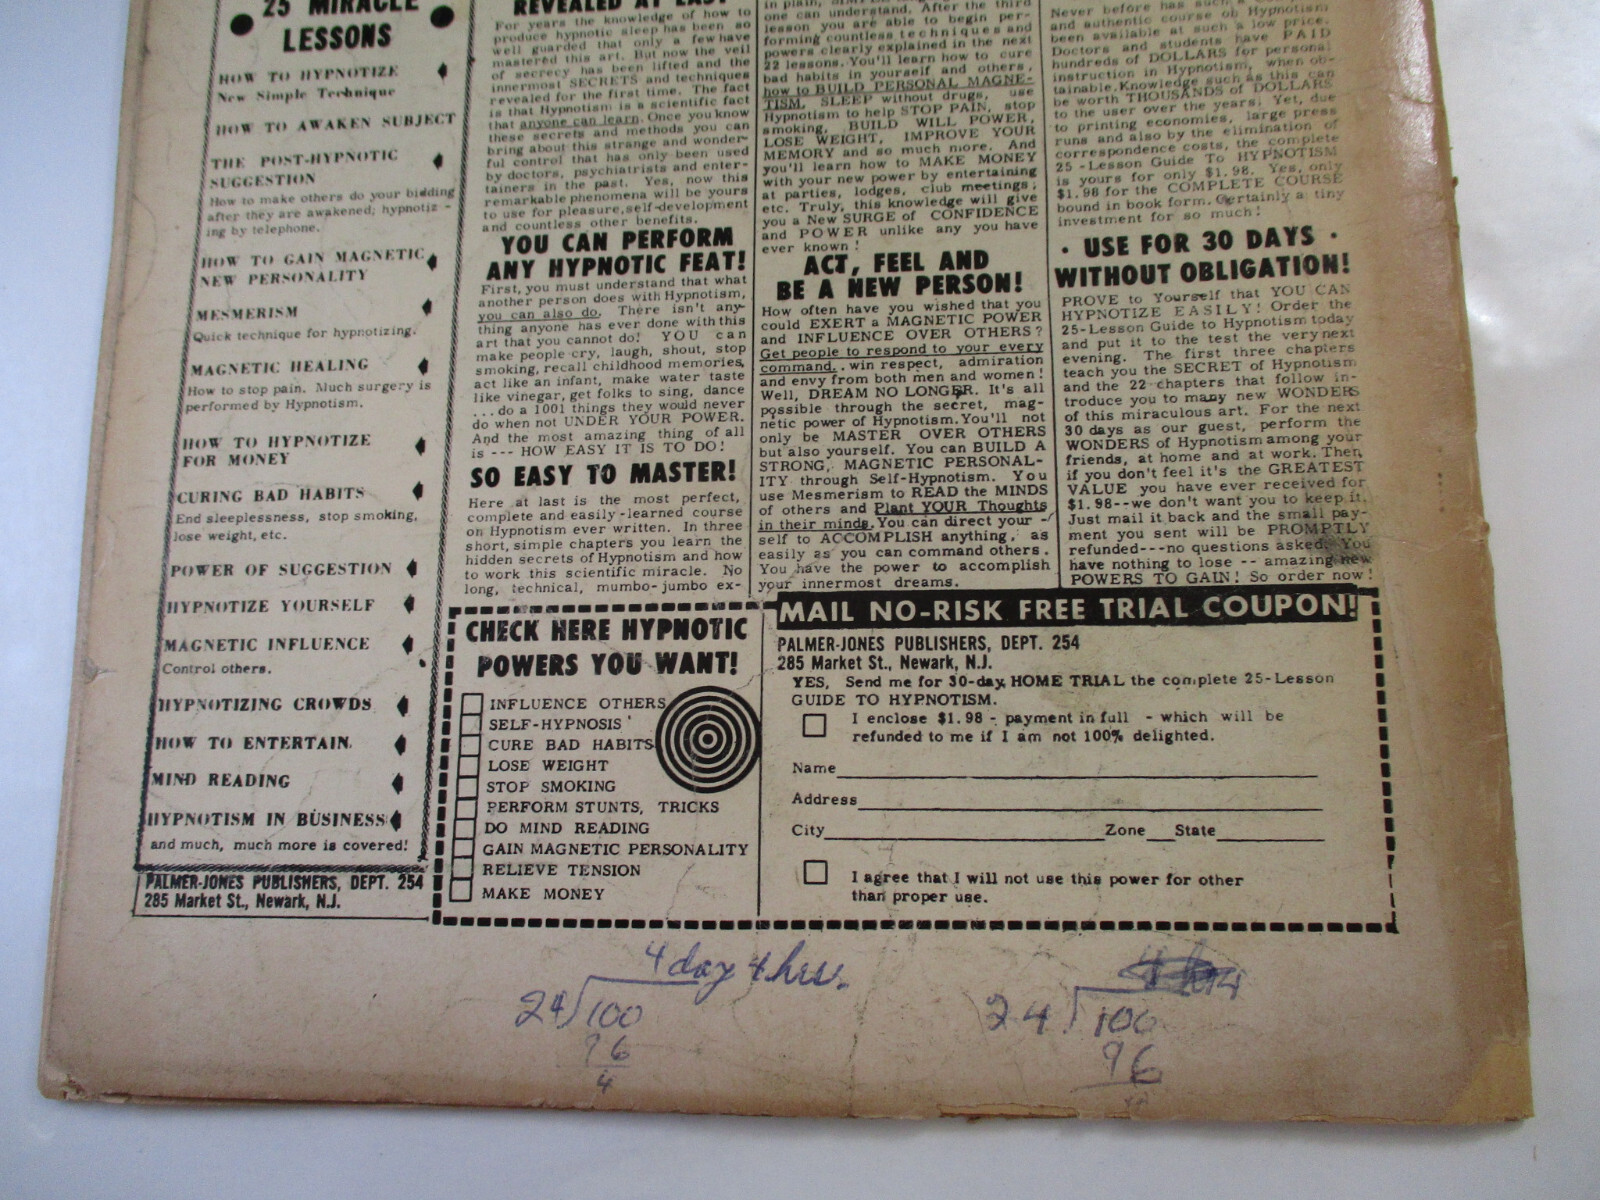 25 MIRACLE
LESSONS
HOW TO HYPNOTIZE
New Simple Technique
HOW TO AWAKEN SUBJECT
THE POST-HYPNOTIC
SUGGESTION
How to make others do your bidding
after they are awakened; hypnotiz -
ing by telephone.
HOW TO GAIN MAGNETIC
NEW PERSONALITY
MESMERISM
Quick technique for hypnotizing.
MAGNETIC HEALING
How to stop pain. Much surgery is
performed by Hypnotism.
HOW TO HYPNOTIZE
FOR MONEY
CURING BAD HABITS
End sleeplessness, stop smoking,
lose weight, etc.
POWER OF SUGGESTION
HYPNOTIZE YOURSELF
MAGNETIC INFLUENCE
Control others.
HYPNOTIZING CROWDS
HOW TO ENTERTAIN
MIND READING
HYPNOTISM IN BUSINESS
and much, much more is covered!
PALMER-JONES PUBLISHERS, DEPT. 254
285 Market St., Newark, N.J.
REVEALED AT LAST
For years the knowledge of how to
produce hypnotic sleep has been so
well guarded that only a few have
mastered this art. But now the veil
of secrecy has been lifted and the
innermost SECRETS and techniques
revealed for the first time. The fact
is that Hypnotism is a scientific fact
that anyone can learn. Once you know
these secrets and methods you can
bring about this strange and wonder-
ful control that has only been used
by doctors, psychiatrists and enter-
tainers in the past. Yes, now this
remarkable phenomena will be yours
to use for pleasure, self-development
and countless other benefits.
YOU CAN PERFORM
ANY HYPNOTIC FEAT!
First, you must understand that what
another person does with Hypnotism,
you can also do. There isn't any-
thing anyone has ever done with this
art that you cannot do! YOU can
make people cry, laugh, shout, stop
smoking, recall childhood memories,
act like an infant, make water taste
like vinegar, get folks to sing, dance
...do a 1001 things they would never
do when not UNDER YOUR POWER.
And the most amazing thing of all
is --- HOW EASY IT IS TO DO!
SO EASY TO MASTER!
Here at last is the most perfect,
complete and easily-learned course
on Hypnotism ever written. In three
short, simple chapters you learn the
hidden secrets of Hypnotism and how
to work this scientific miracle. No
long, technical, mumbo-jumbo ex-
in plain, SIMPLE
one can understand. After the third
lesson you are able to begin per-
forming countless techniques and
powers clearly explained in the next
22 lessons. You'll learn how to cure
bad habits in yourself and others,
how to BUILD PERSONAL MAGNE-
TISM, SLEEP without drugs, use
Hypnotism to help STOP PAIN, stop
smoking, BUILD WILL POWER,
LOSE WEIGHT, IMPROVE YOUR
MEMORY and so much more. And
you'll learn how to MAKE MONEY
with your new power by entertaining
at parties, lodges, club meetings,
etc. Truly, this knowledge will give
you a New SURGE of CONFIDENCE
and POWER unlike any you have
ever known!
ACT, FEEL AND
BE A NEW PERSON!
How often have you wished that you
could EXERT a MAGNETIC POWER
and INFLUENCE OVER OTHERS?
Get people to respond to your every
command, . win respect, admiration
and envy from both men and women!
Well, DREAM NO LONGER. It's all
possible through the secret, mag-
netic power of Hypnotism. You'll not
only be MASTER OVER OTHERS
but also yourself. You can BUILD A
STRONG, MAGNETIC PERSONAL-
ITY through Self-Hypnotism. You
use Mesmerism to READ the MINDS
of others and Plant YOUR Thoughts
in their minds. You can direct your -
self to ACCOMPLISH anything, as
easily as you can command others.
You have the power to accomplish
your innermost dreams.
Never before has such a
and authentic course ob Hypnotism
been available at such a low price.
Doctors and students have PAID
hundreds of DOLLARS for personal
instruction in Hypnotism, when ob-
tainable. Knowledge such as this can
be worth THOUSANDS of DOLLARS
to the user over the years. Yet, due
to printing economies, large press
runs and also by the elimination of
correspondence costs, the complete
25-Lesson Guide To HYPNOTISM
is yours for only $1.98. Yes, only
$1.98 for the COMPLETE COURSE
bound in book form. Certainly a tiny
investment for so much!
· USE FOR 30 DAYS ·
WITHOUT OBLIGATION!
PROVE to Yourself that YOU CAN
HYPNOTIZE EASILY! Order the
25-Lesson Guide to Hypnotism today
and put it to the test the very next
evening. The first three chapters
teach you the SECRET of Hypnotism
and the 22 chapters that follow in-
troduce you to many new WONDERS
of this miraculous art. For the next
30 days as our guest, perform the
WONDERS of Hypnotism among your
friends, at home and at work. Then,
if you don't feel it's the GREATEST
VALUE you have ever received for
$1.98--we don't want you to keep it.
Just mail it back and the small pay-
ment you sent will be PROMPTLY
refunded---no questions asked. You
have nothing to lose -- amazing new
POWERS TO GAIN! So order now!
CHECK HERE HYPNOTIC
POWERS YOU WANT!
INFLUENCE OTHERS
SELF-HYPNOSIS
CURE BAD HABITS
LOSE WEIGHT
STOP SMOKING
PERFORM STUNTS, TRICKS
DO MIND READING
GAIN MAGNETIC PERSONALITY
RELIEVE TENSION
MAKE MONEY
MAIL NO-RISK FREE TRIAL COUPON!
PALMER-JONES PUBLISHERS, DEPT. 254
285 Market St., Newark, N.J.
YES, Send me for 30-day, HOME TRIAL the complete 25-Lesson
GUIDE TO HYPNOTISM.
I enclose $1.98 - payment in full - which will be
refunded to me if I am not 100% delighted.
Name
Address
City Zone State
I agree that I will not use this power for other
than proper use.
4 day 4 hrs.
24 100
96
4
24 100
96